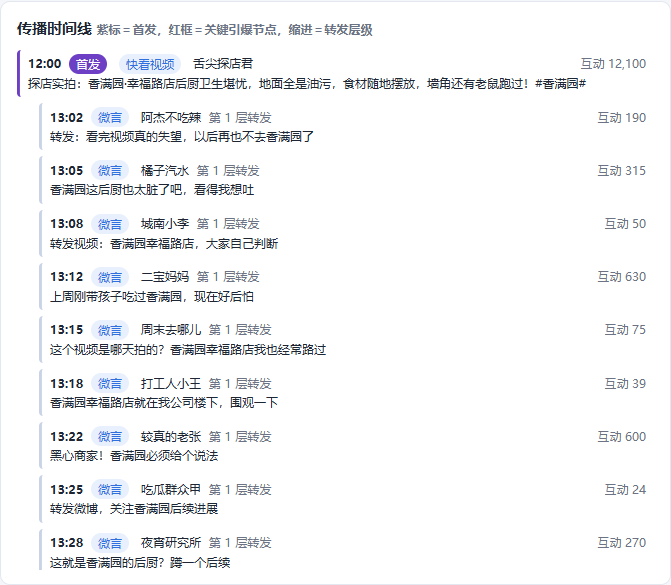 传播时间线 紫标=首发，红框=关键引爆节点，缩进=转发层级
12:00 首发 快看视频 舌尖探店君 互动 12,100
探店实拍：香满园·幸福路店后厨卫生堪忧，地面全是油污，食材随地摆放，墙角还有老鼠跑过！#香满园#
13:02 微言 阿杰不吃辣 第 1 层转发 互动 190
转发：看完视频真的失望，以后再也不去香满园了
13:05 微言 橘子汽水 第 1 层转发 互动 315
香满园这后厨也太脏了吧，看得我想吐
13:08 微言 城南小李 第 1 层转发 互动 50
转发视频：香满园幸福路店，大家自己判断
13:12 微言 二宝妈妈 第 1 层转发 互动 630
上周刚带孩子吃过香满园，现在好后怕
13:15 微言 周末去哪儿 第 1 层转发 互动 75
这个视频是哪天拍的？香满园幸福路店我也经常路过
13:18 微言 打工人小王 第 1 层转发 互动 39
香满园幸福路店就在我公司楼下，围观一下
13:22 微言 较真的老张 第 1 层转发 互动 600
黑心商家！香满园必须给个说法
13:25 微言 吃瓜群众甲 第 1 层转发 互动 24
转发微博，关注香满园后续进展
13:28 微言 夜宵研究所 第 1 层转发 互动 270
这就是香满园的后厨？蹲一个后续